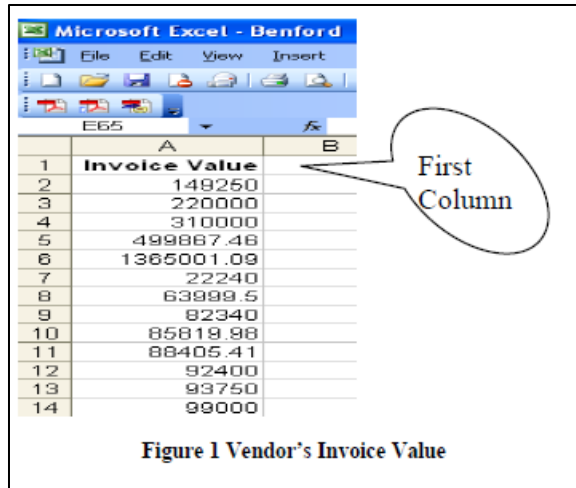 Microsoft Excel - Benford
File Edit View Insert
E65 fx
A B
1 Invoice Value
2 149250
3 220000
4 310000
5 499867.46
6 1365001.09
7 22240
8 63999.5
9 82340
10 85819.98
11 88405.41
12 92400
13 93750
14 99000
First
Column
Figure 1 Vendor's Invoice Value